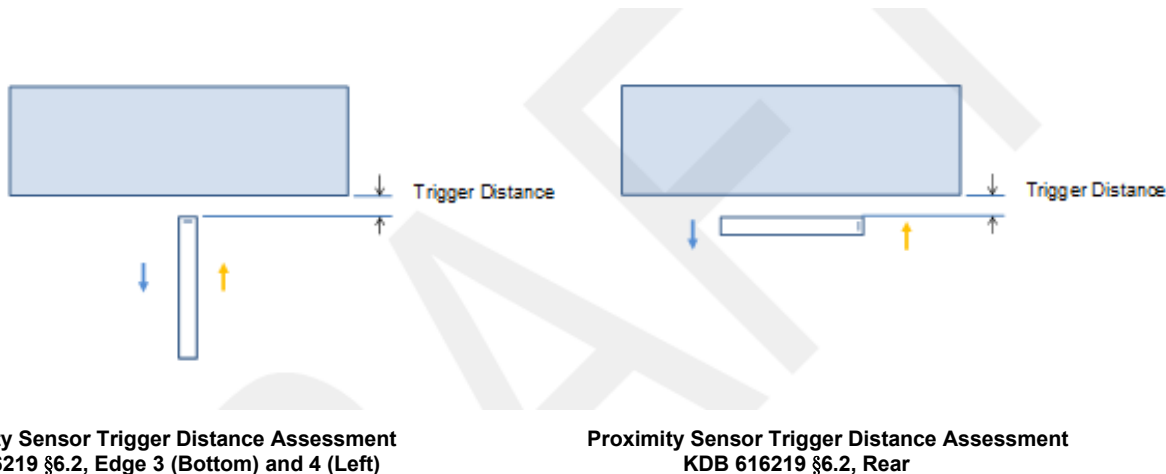 Trigger Distance
Trigger Distance
ty Sensor Trigger Distance Assessment
6219 §6.2, Edge 3 (Bottom) and 4 (Left)
Proximity Sensor Trigger Distance Assessment
KDB 616219 §6.2, Rear